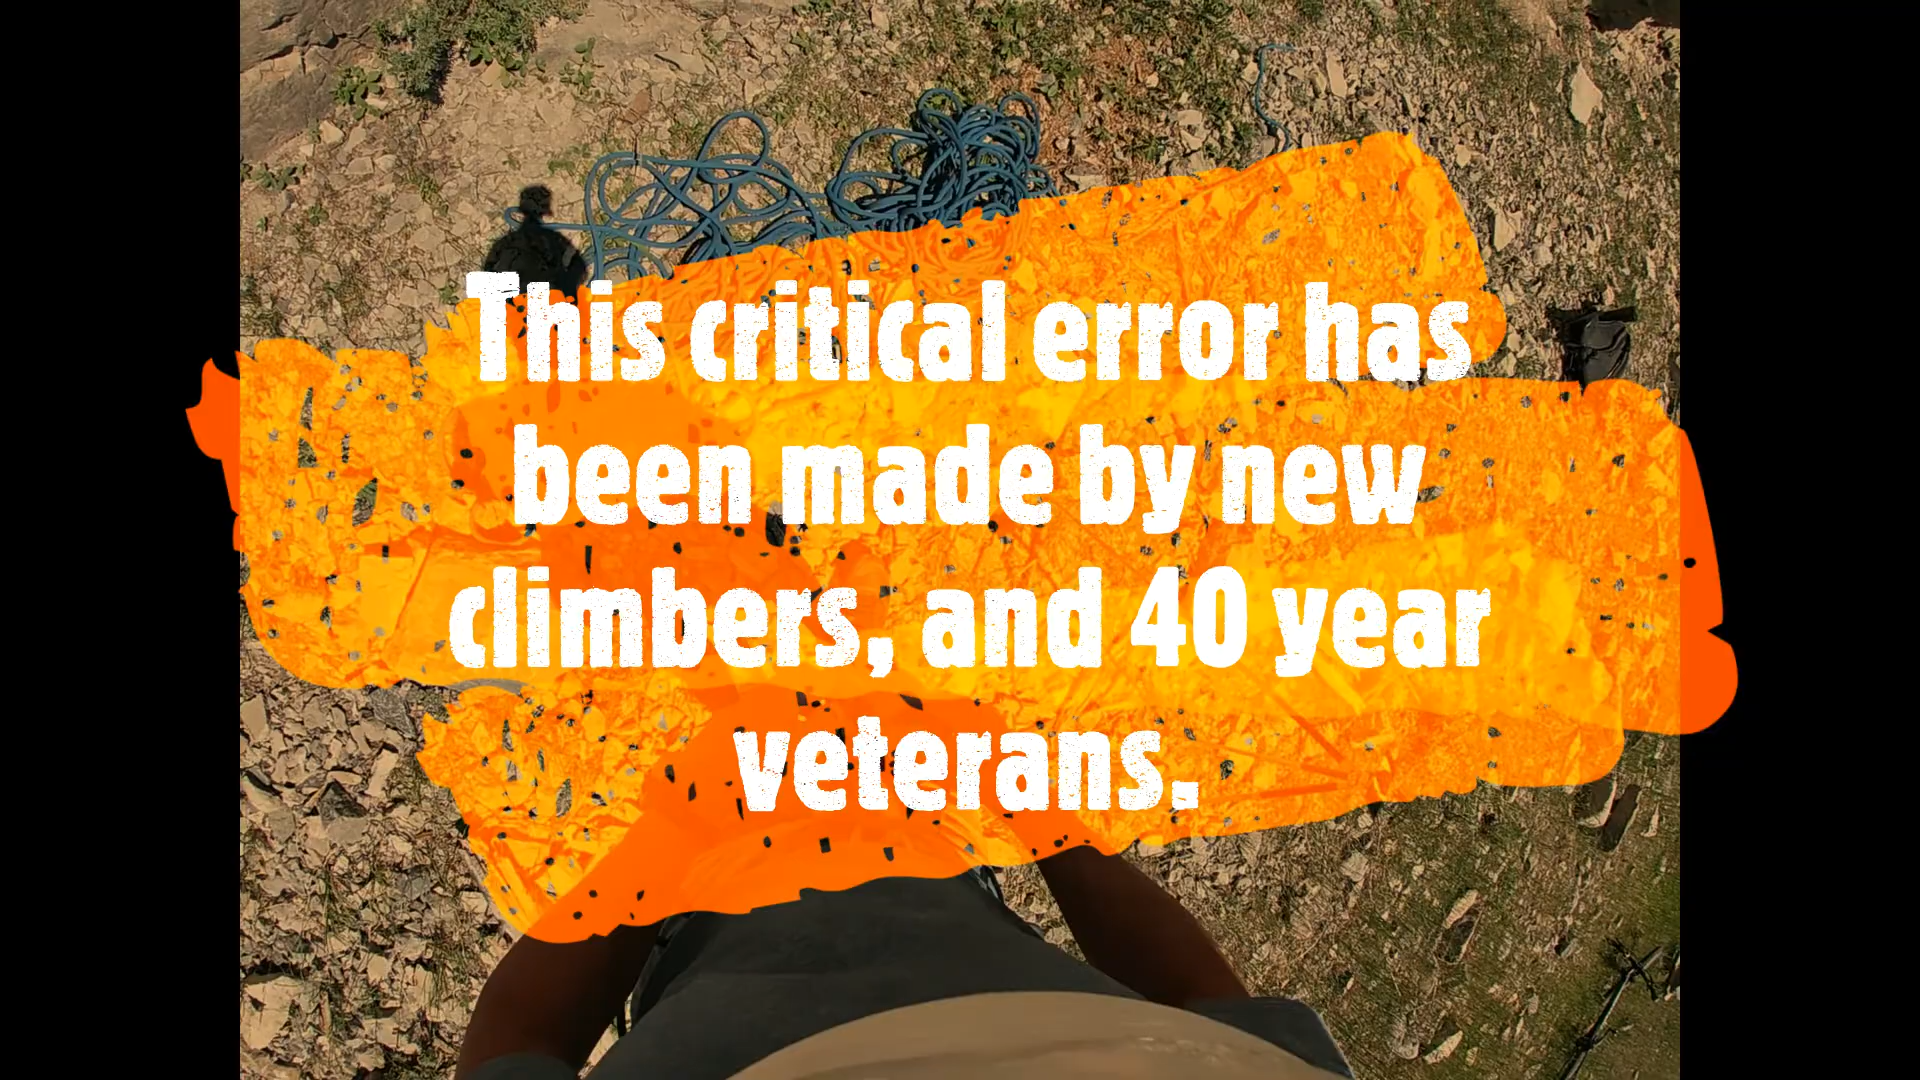 This critical error has
been made by new
climbers, and 40 year
veterans.